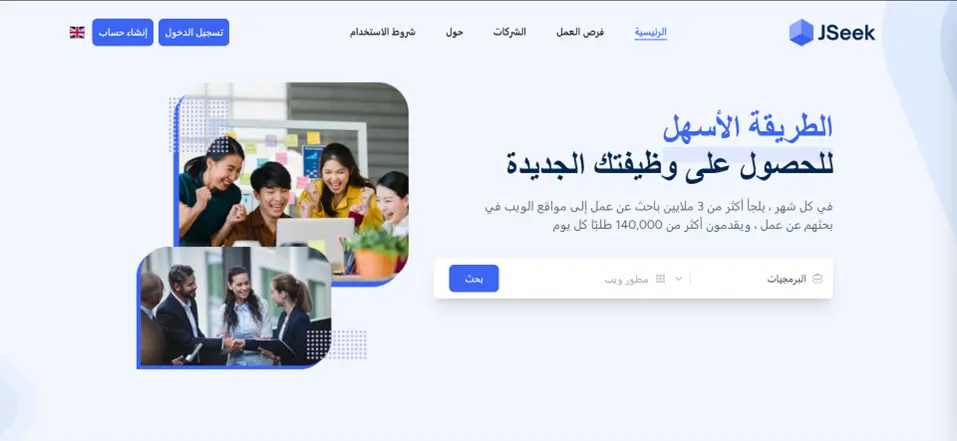 JSeek
الرئيسية
فرص العمل
الشركات
حول
شروط الاستخدام
تسجيل الدخول
إنشاء حساب
الطريقة الأسهل
للحصول على وظيفتك الجديدة
في كل شهر ، يلجأ أكثر من 3 ملايين باحث عن عمل إلى مواقع الويب في
بحثهم عن عمل ، ويقدمون أكثر من 140,000 طلبًا كل يوم
البرمجيات
مطور ويب
بحث